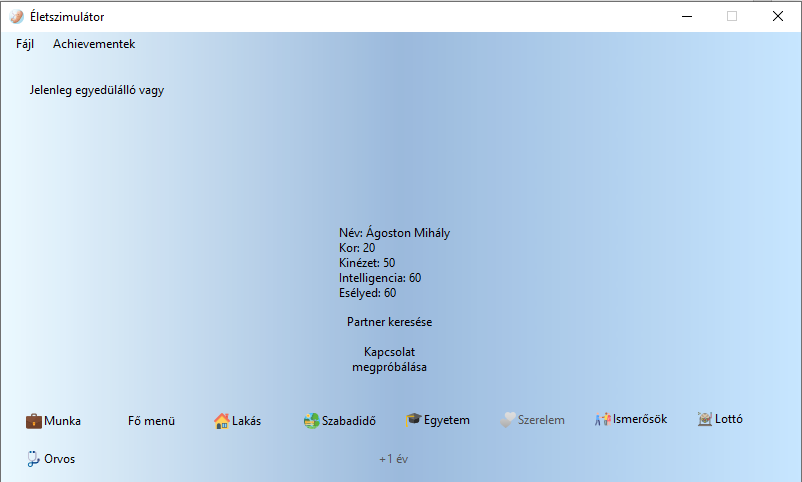 Életszimulátor
Fájl Achievementek
Jelenleg egyedülálló vagy
Név: Ágoston Mihály
Kor: 20
Kinézet: 50
Intelligencia: 60
Esélyed: 60
Partner keresése
Kapcsolat
megpróbálása
Munka Fő menü Lakás Szabadidő Egyetem Szerelem Ismerősök Lottó
Orvos +1 év